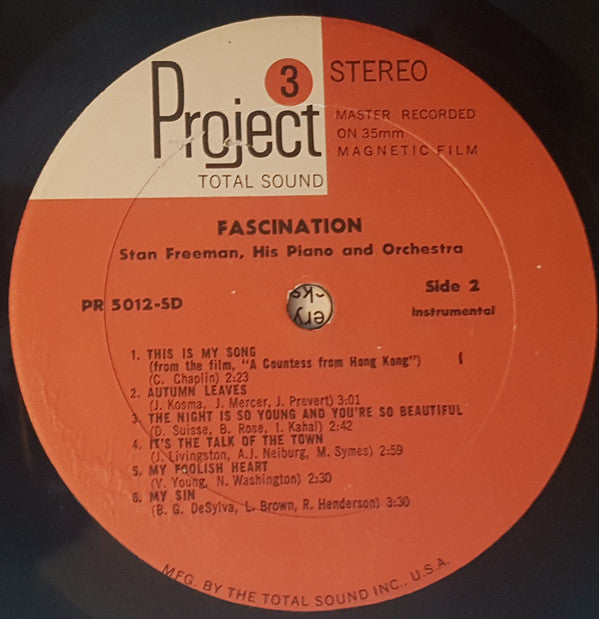 3
Project
TOTAL SOUND
STEREO
MASTER RECORDED
ON 35mm
MAGNETIC FILM
FASCINATION
Stan Freeman, His Piano and Orchestra
PR 5012-SD
Side 2
Instrumental
1. THIS IS MY SONG
(from the film, "A Countess from Hong Kong")
(C. Chaplin) 2:23
2. AUTUMN LEAVES
(J. Kosma, J. Mercer, J. Prevert) 3:01
3. THE NIGHT IS SO YOUNG AND YOU'RE SO BEAUTIFUL
(D. Suisse, B. Rose, I. Kahal) 2:42
4. IT'S THE TALK OF THE TOWN
(J. Livingston, A.J. Neiburg, M. Symes) 2:59
5. MY FOOLISH HEART
(V. Young, N. Washington) 2:30
6. MY SIN
(B. G. DeSylva, L. Brown, R. Henderson) 3:30
MFG. BY THE TOTAL SOUND INC., U.S.A.